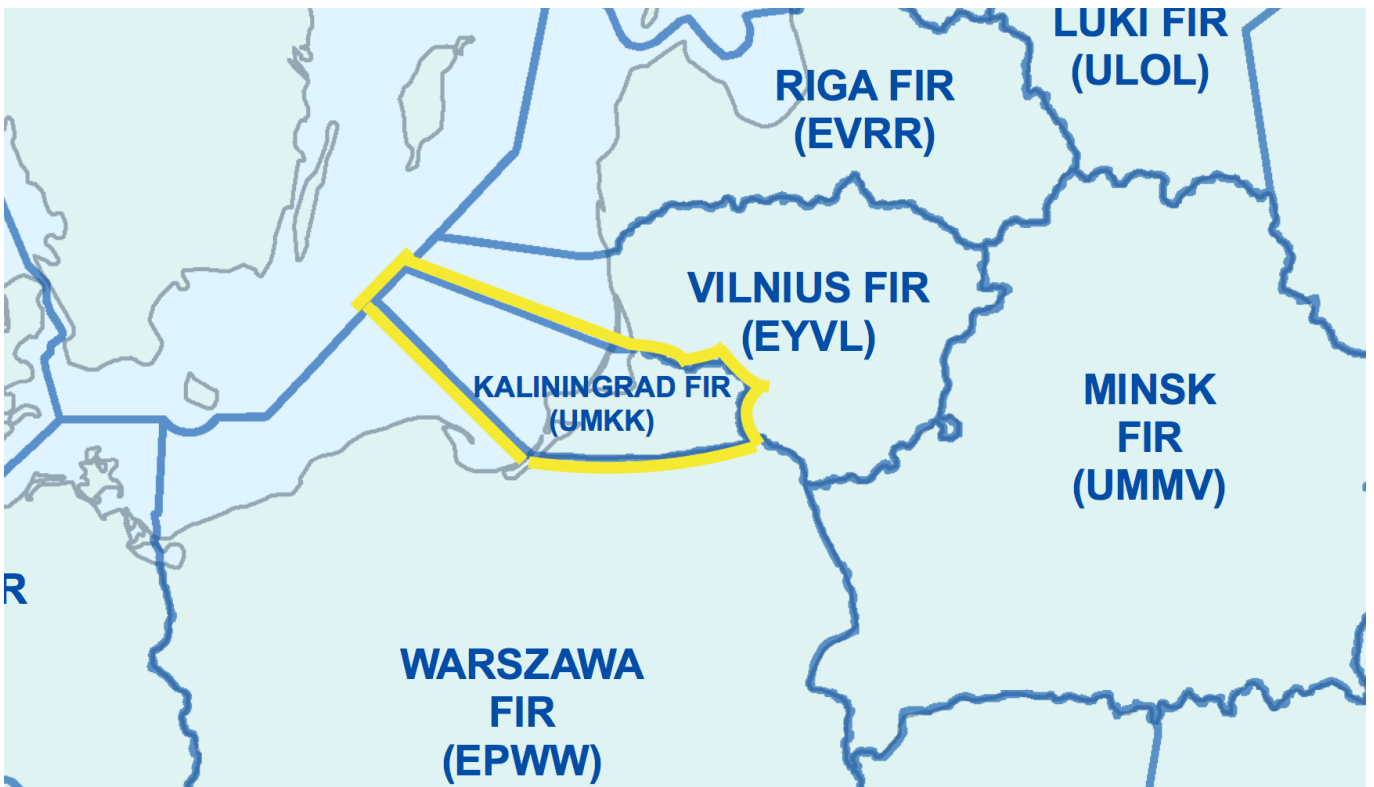 LUKI FIR
(ULOL)
RIGA FIR
(EVRR)
VILNIUS FIR
(EYVL)
KALININGRAD FIR
(UMKK)
MINSK
FIR
(UMMV)
R
WARSZAWA
FIR
(EPWW)